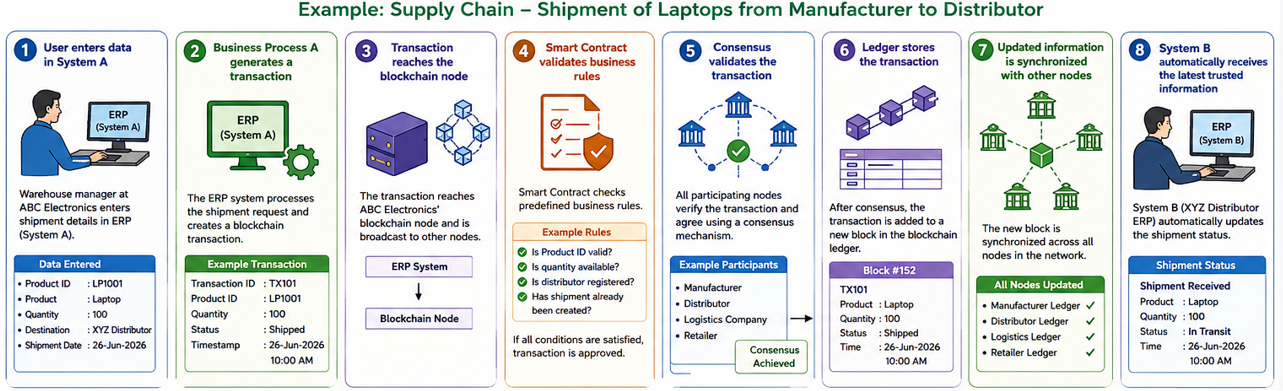 Example: Supply Chain – Shipment of Laptops from Manufacturer to Distributor
1
User enters data
in System A
ERP
(System A)
Warehouse manager at
ABC Electronics enters
shipment details in ERP
(System A).
Data Entered
• Product ID : LP1001
• Product : Laptop
• Quantity : 100
• Destination : XYZ Distributor
• Shipment Date : 26-Jun-2026
2
Business Process A
generates a
transaction
ERP
(System A)
The ERP system processes
the shipment request and
creates a blockchain
transaction.
Example Transaction
Transaction ID : TX101
Product ID : LP1001
Quantity : 100
Status : Shipped
Timestamp : 26-Jun-2026
10:00 AM
3
Transaction
reaches the
blockchain node
The transaction reaches
ABC Electronics'
blockchain node and is
broadcast to other nodes.
ERP System
Blockchain Node
4
Smart Contract
validates business
rules
Smart Contract checks
predefined business rules.
Example Rules
Is Product ID valid?
Is quantity available?
Is distributor registered?
Has shipment already
been created?
If all conditions are satisfied,
transaction is approved.
5
Consensus
validates the
transaction
All participating nodes
verify the transaction and
agree using a consensus
mechanism.
Example Participants
• Manufacturer
• Distributor
• Logistics Company
• Retailer
Consensus
Achieved
6
Ledger stores
the transaction
After consensus, the
transaction is added to a
new block in the blockchain
ledger.
Block #152
TX101
Product : Laptop
Quantity : 100
Status : Shipped
Time : 26-Jun-2026
10:00 AM
7
Updated information
is synchronized
with other nodes
The new block is
synchronized across all
nodes in the network.
All Nodes Updated
• Manufacturer Ledger ✓
• Distributor Ledger ✓
• Logistics Ledger ✓
• Retailer Ledger ✓
8
System B
automatically receives
the latest trusted
information
ERP
(System B)
System B (XYZ Distributor
ERP) automatically updates
the shipment status.
Shipment Status
Shipment Received
Product : Laptop
Quantity : 100
Status : In Transit
Time : 26-Jun-2026
10:00 AM